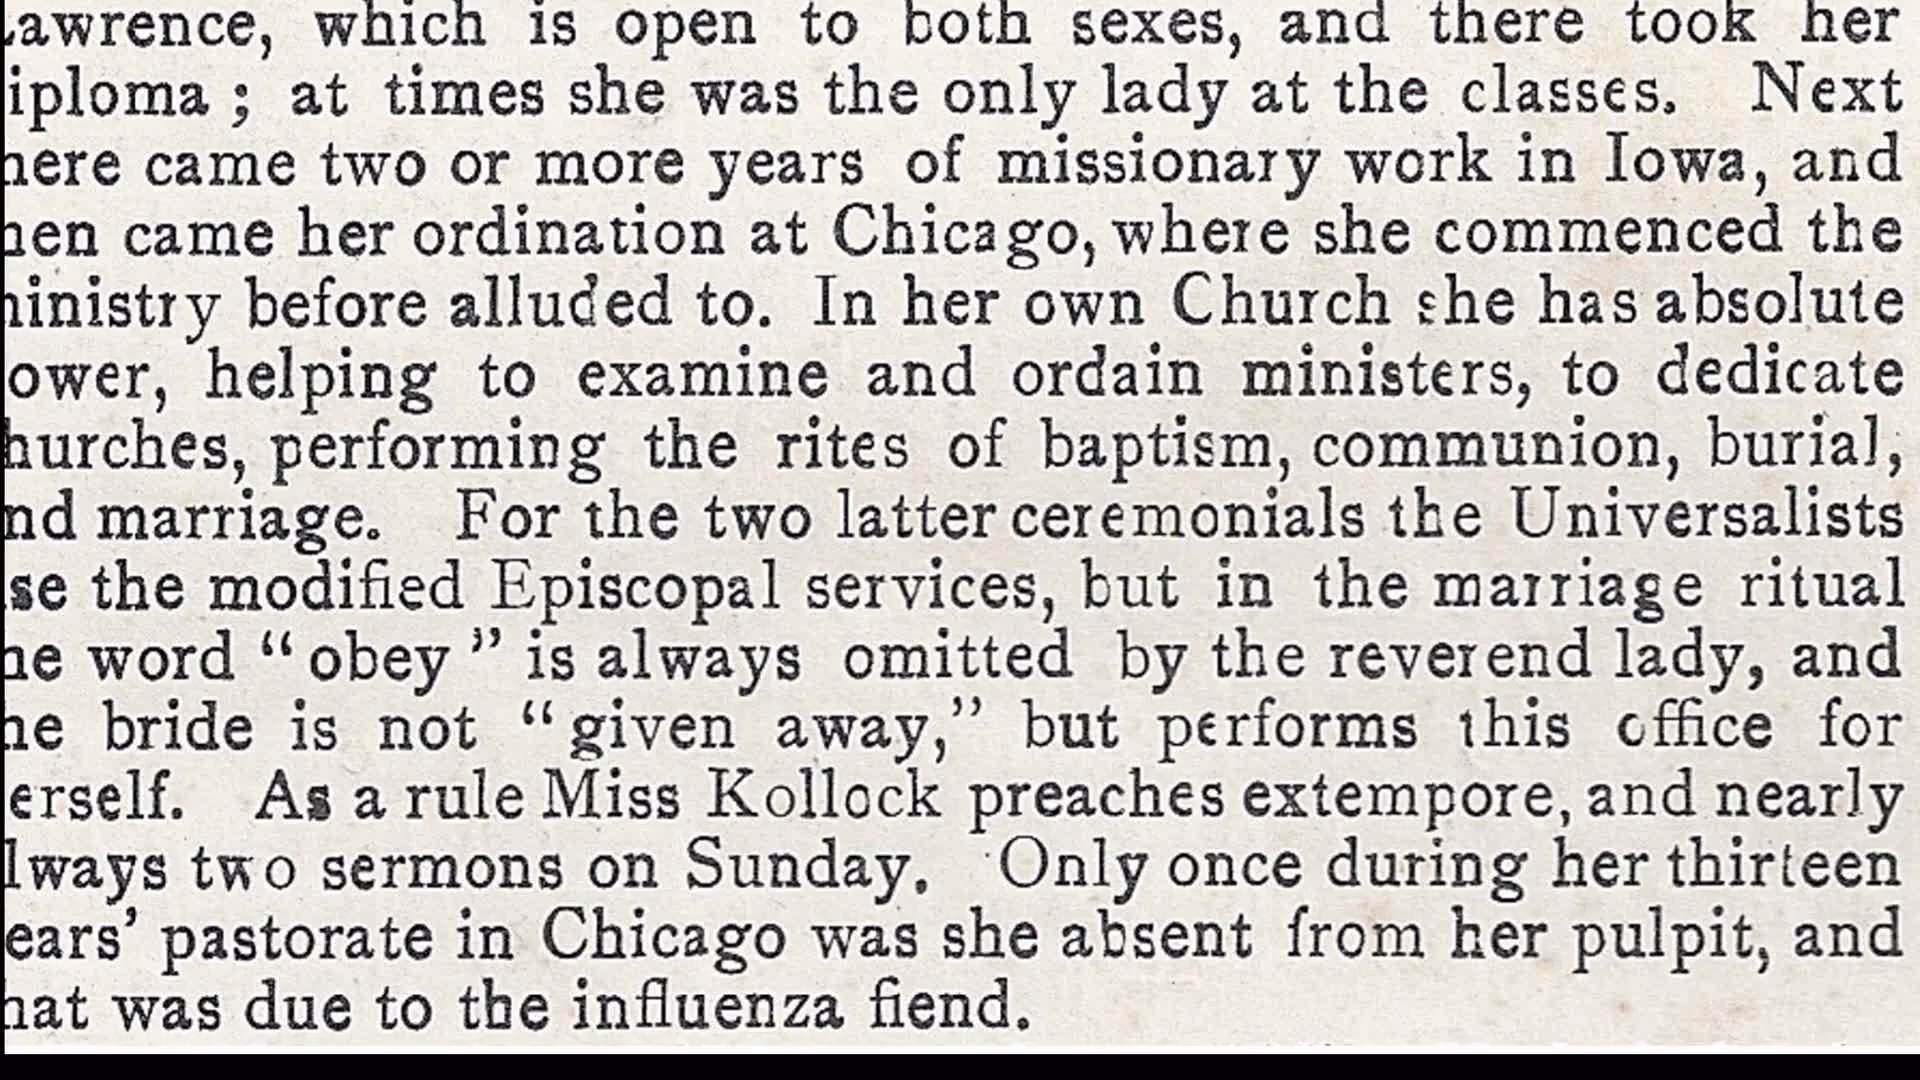 awrence, which is open to both sexes, and there took her
iploma ; at times she was the only lady at the classes. Next
here came two or more years of missionary work in Iowa, and
hen came her ordination at Chicago, where she commenced the
ministry before alluded to. In her own Church she has absolute
ower, helping to examine and ordain ministers, to dedicate
hurches, performing the rites of baptism, communion, burial,
nd marriage. For the two latter ceremonials the Universalists
se the modified Episcopal services, but in the marriage ritual
he word “ obey ” is always omitted by the reverend lady, and
he bride is not “ given away,” but performs this office for
erself. As a rule Miss Kollock preaches extempore, and nearly
lways two sermons on Sunday. Only once during her thirteen
ears’ pastorate in Chicago was she absent from her pulpit, and
hat was due to the influenza fiend.